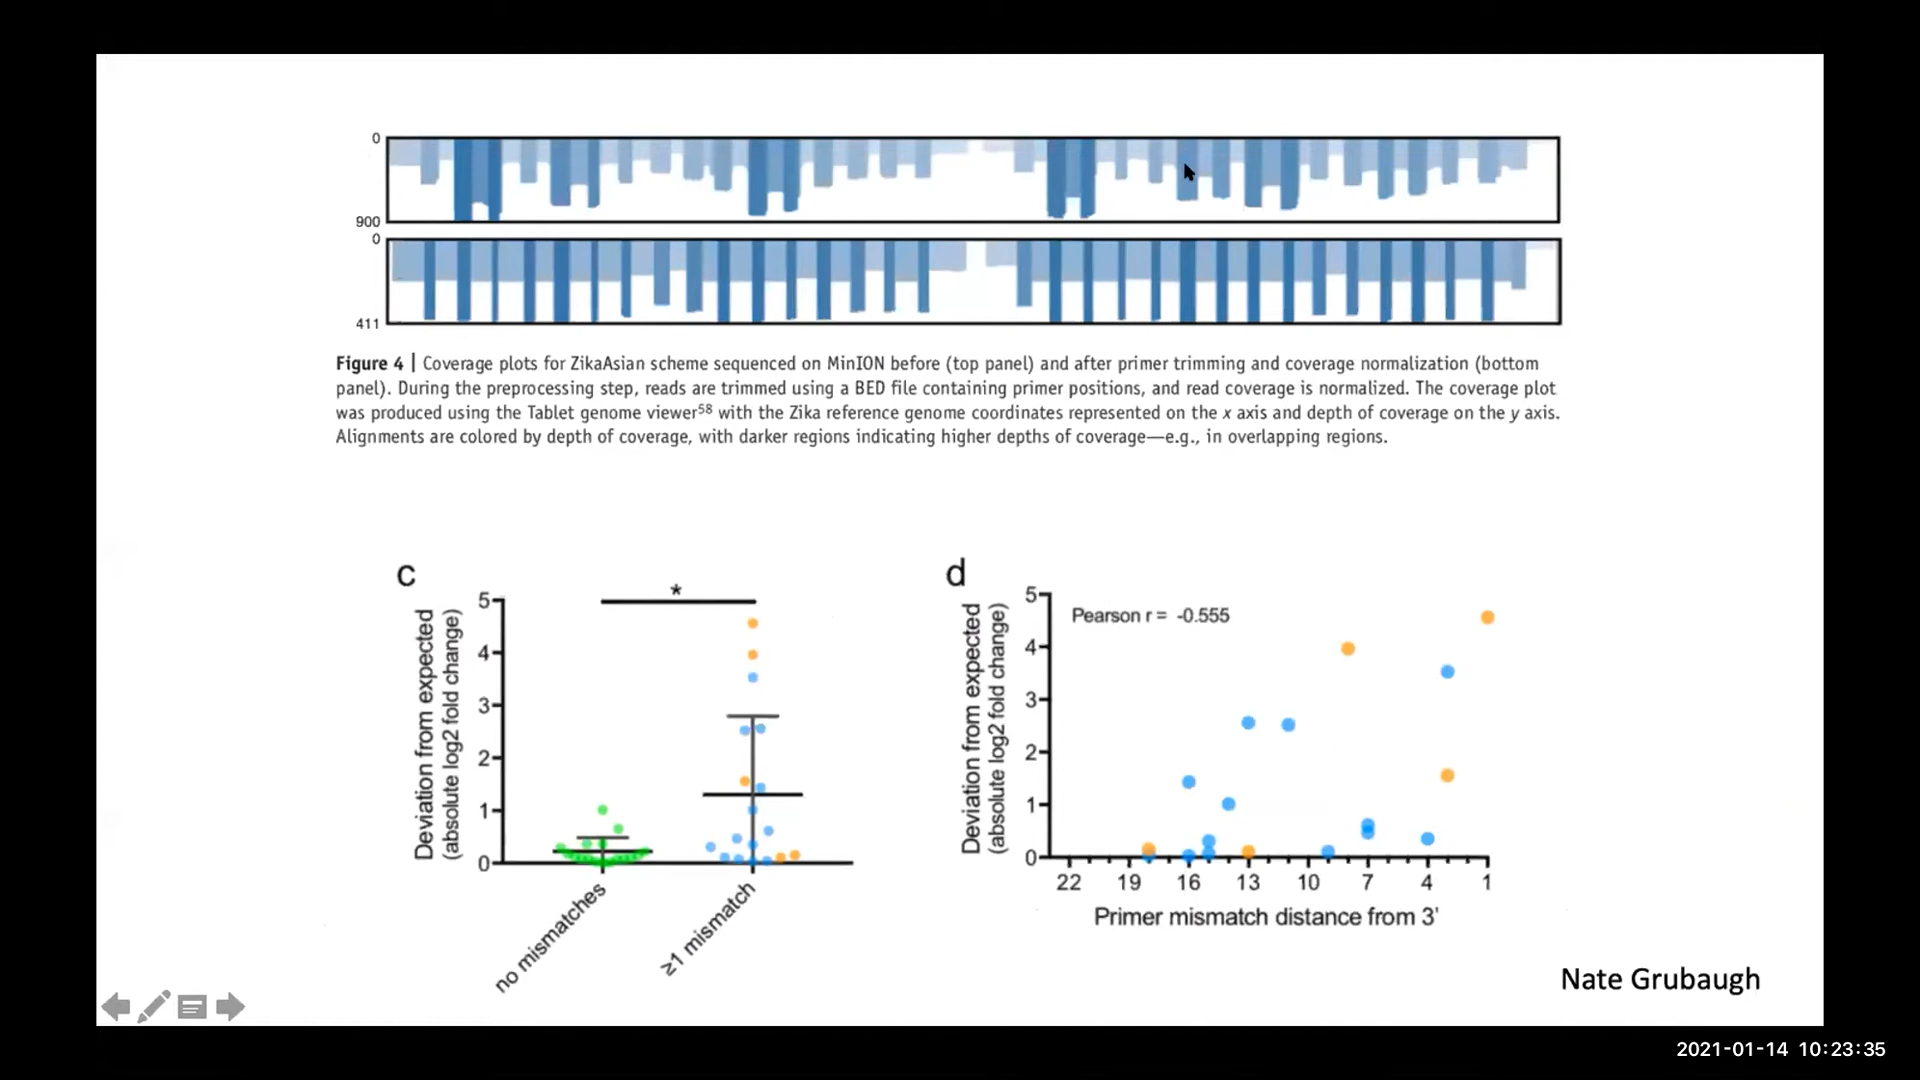 0
900
0
411
Figure 4 | Coverage plots for ZikaAsian scheme sequenced on MinION before (top panel) and after primer trimming and coverage normalization (bottom
panel). During the preprocessing step, reads are trimmed using a BED file containing primer positions, and read coverage is normalized. The coverage plot
was produced using the Tablet genome viewer⁵⁸ with the Zika reference genome coordinates represented on the x axis and depth of coverage on the y axis.
Alignments are colored by depth of coverage, with darker regions indicating higher depths of coverage—e.g., in overlapping regions.
c
Deviation from expected
(absolute log2 fold change)
5
4
3
2
1
0
*
no mismatches
≥1 mismatch
d
Deviation from expected
(absolute log2 fold change)
5
4
3
2
1
0
Pearson r = -0.555
22 19 16 13 10 7 4 1
Primer mismatch distance from 3'
Nate Grubaugh
2021-01-14 10:23:35